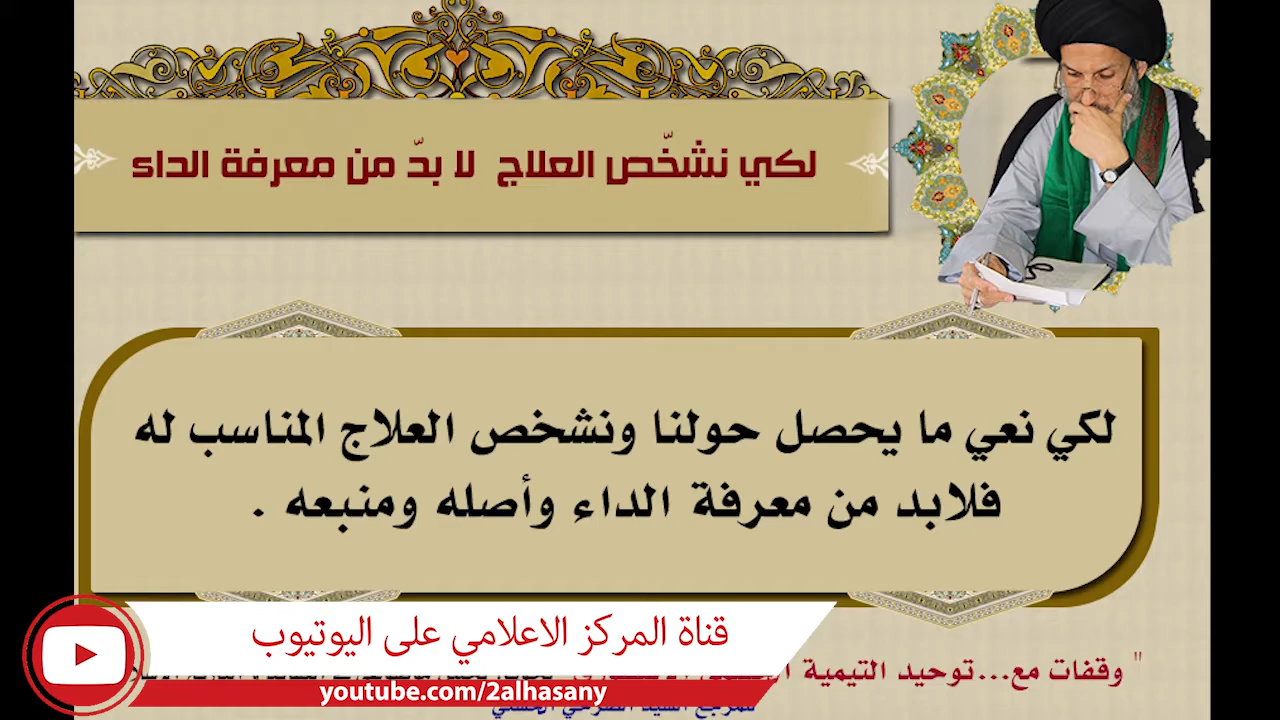 لكي نشخّص العلاج لا بدّ من معرفة الداء
لكي نعي ما يحصل حولنا ونشخص العلاج المناسب له
فلابد من معرفة الداء وأصله ومنبعه .
قناة المركز الاعلامي على اليوتيوب
" وقفات مع...توحيد التيمية
youtube.com/2alhasany